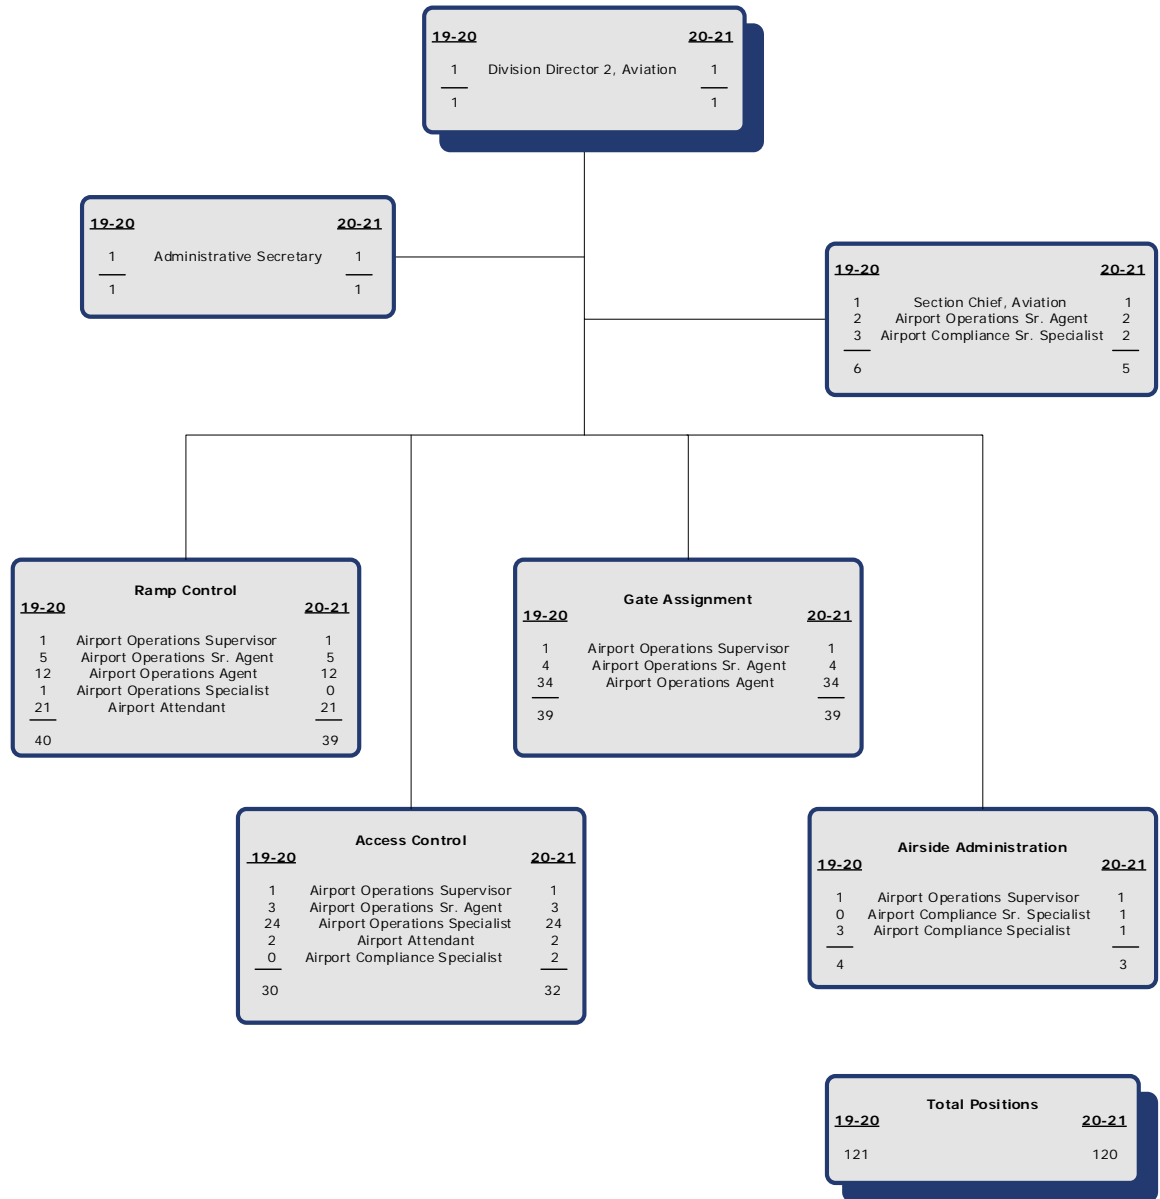 19-20 20-21
1 Division Director 2, Aviation 1
1 1
19-20 20-21
1 Administrative Secretary 1
1 1
19-20 20-21
1 Section Chief, Aviation 1
2 Airport Operations Sr. Agent 2
3 Airport Compliance Sr. Specialist 2
6 5
Ramp Control
19-20 20-21
1 Airport Operations Supervisor 1
5 Airport Operations Sr. Agent 5
12 Airport Operations Agent 12
1 Airport Operations Specialist 0
21 Airport Attendant 21
40 39
Gate Assignment
19-20 20-21
1 Airport Operations Supervisor 1
4 Airport Operations Sr. Agent 4
34 Airport Operations Agent 34
39 39
Access Control
19-20 20-21
1 Airport Operations Supervisor 1
3 Airport Operations Sr. Agent 3
24 Airport Operations Specialist 24
2 Airport Attendant 2
0 Airport Compliance Specialist 2
30 32
Airside Administration
19-20 20-21
1 Airport Operations Supervisor 1
0 Airport Compliance Sr. Specialist 1
3 Airport Compliance Specialist 1
4 3
Total Positions
19-20 20-21
121 120